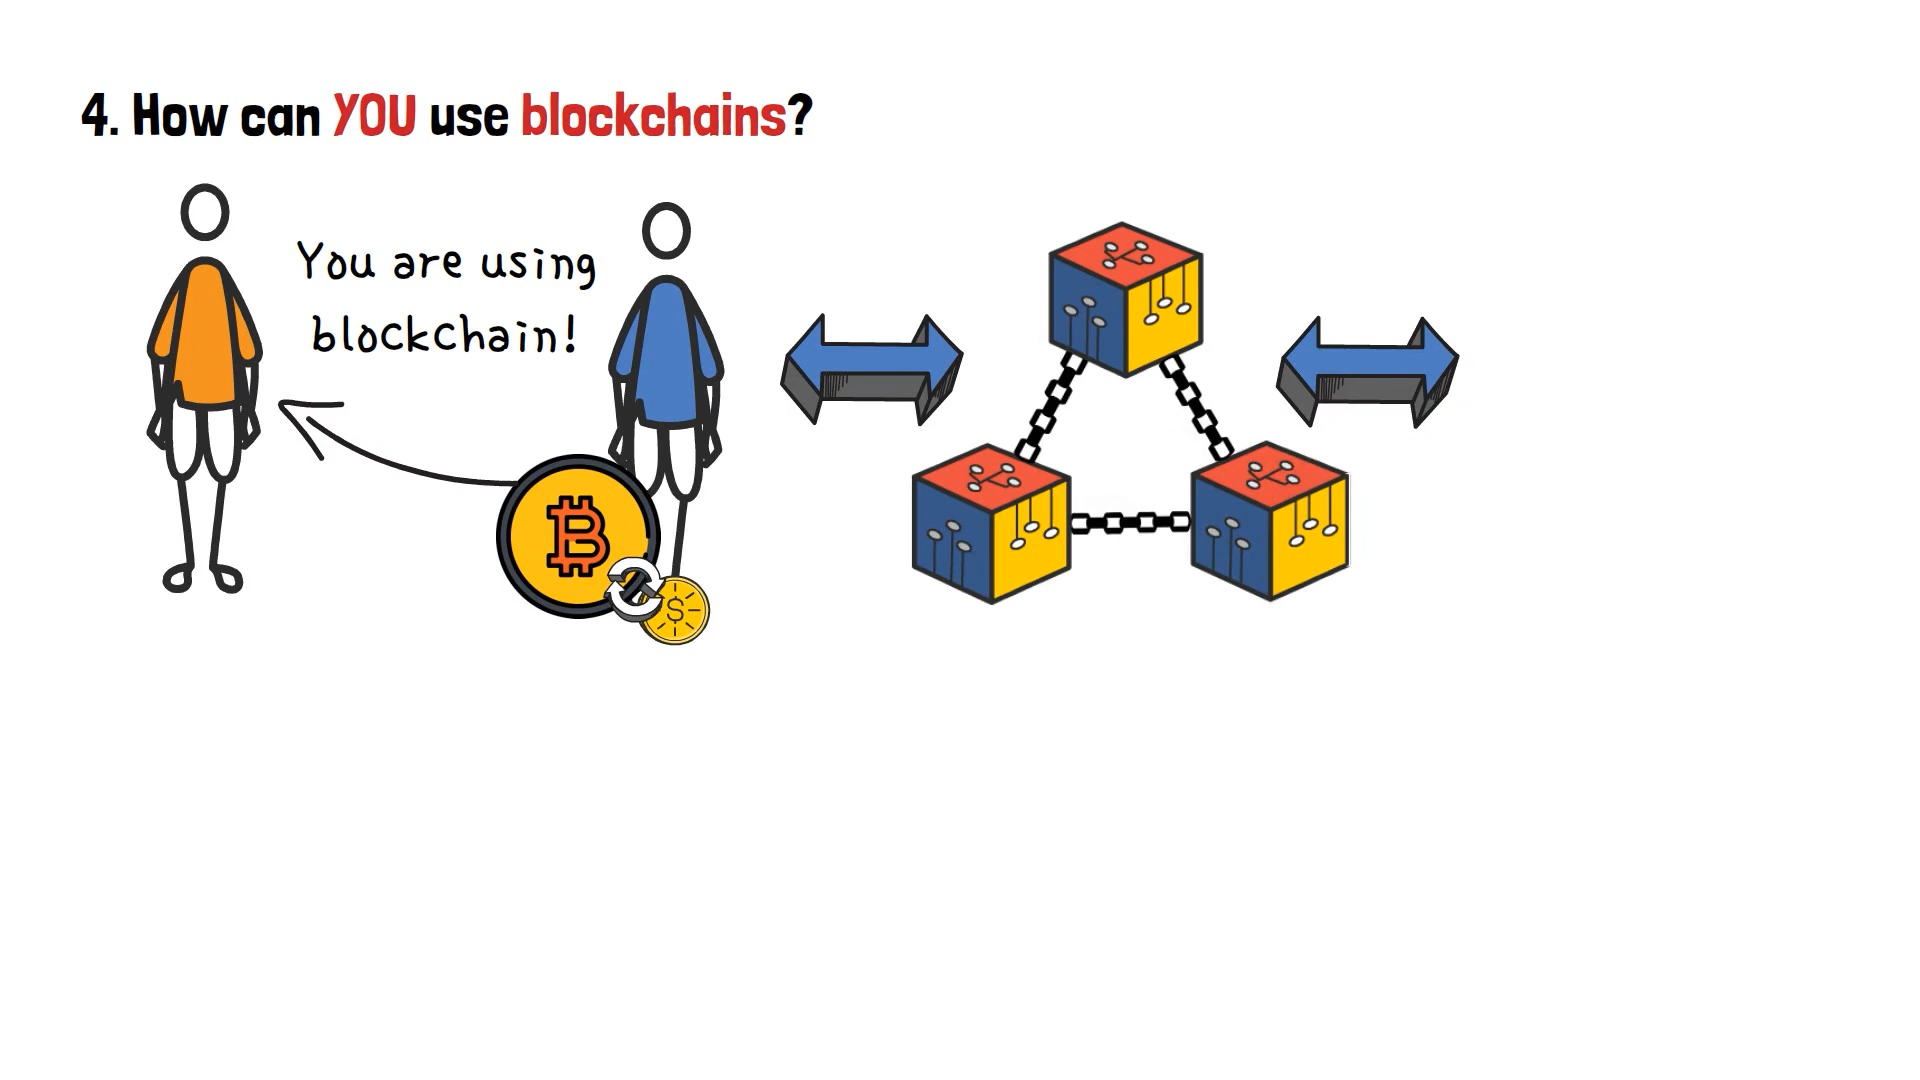 4. How can YOU use blockchains?
You are using
blockchain!
₿
$